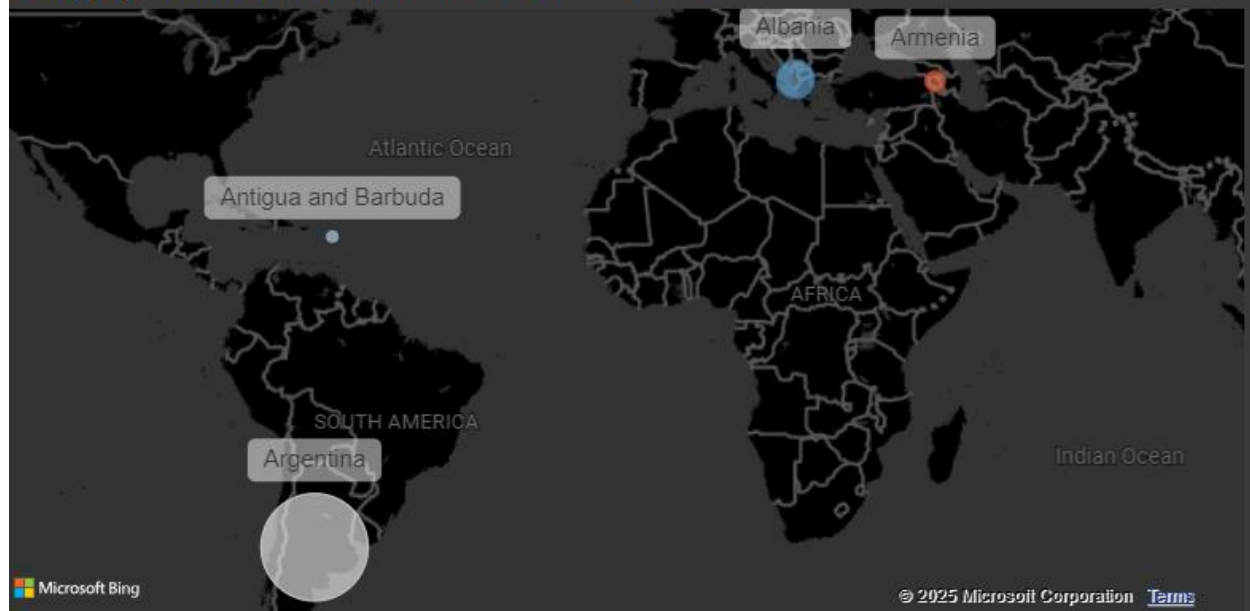 Albania
Armenia
Atlantic Ocean
Antigua and Barbuda
AFRICA
SOUTH AMERICA
Argentina
Indian Ocean
Microsoft Bing
© 2025 Microsoft Corporation Terms